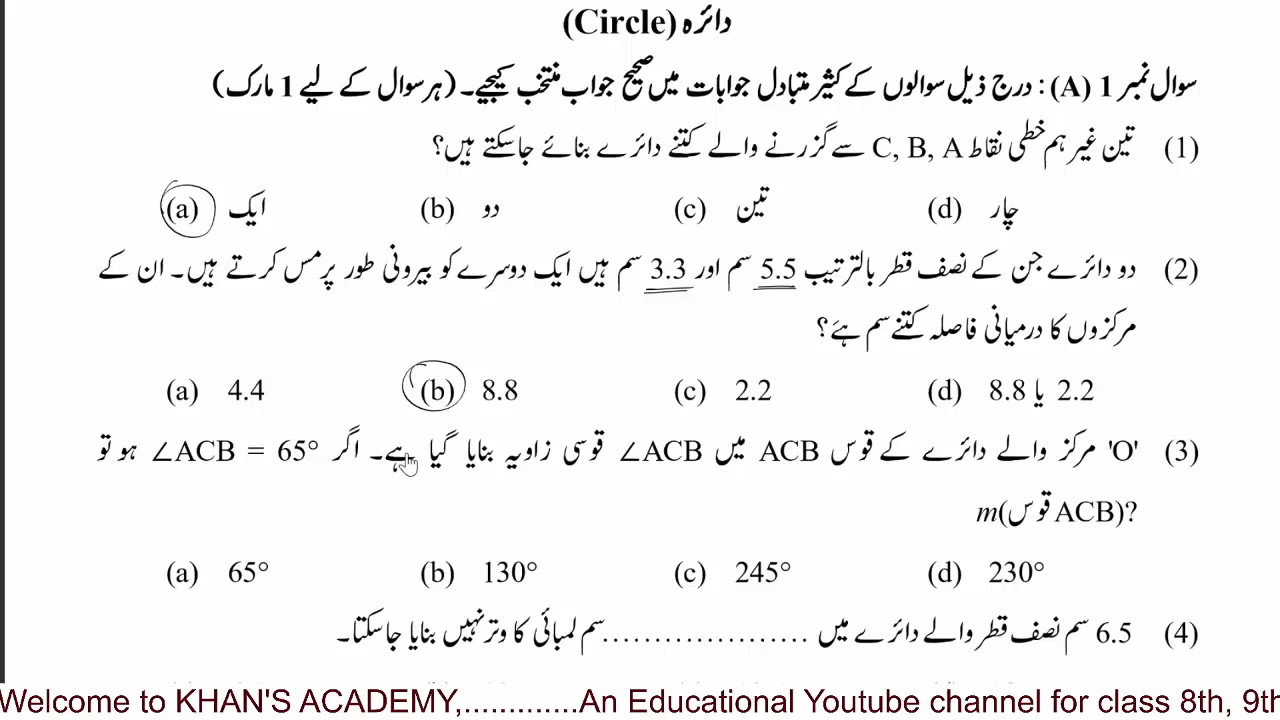 دائرہ (Circle)
سوال نمبر 1 (A) : درج ذیل سوالوں کے کثیر متبادل جوابات میں صحیح جواب منتخب کیجیے۔ (ہر سوال کے لیے 1 مارک)
(1) تین غیر ہم خطی نقاط C, B, A سے گزرنے والے کتنے دائرے بنائے جاسکتے ہیں؟
(a) ایک (b) دو (c) تین (d) چار
(2) دو دائرے جن کے نصف قطر بالترتیب 5.5 سم اور 3.3 سم ہیں ایک دوسرے کو بیرونی طور پر مس کرتے ہیں۔ ان کے
مرکزوں کا درمیانی فاصلہ کتنے سم ہے؟
(a) 4.4 (b) 8.8 (c) 2.2 (d) 8.8 یا 2.2
(3) 'O' مرکز والے دائرے کے قوس ACB میں ∠ACB قوسی زاویہ بنایا گیا ہے۔ اگر ∠ACB = 65° ہو تو
m(قوس ACB)?
(a) 65° (b) 130° (c) 245° (d) 230°
(4) 6.5 سم نصف قطر والے دائرے میں ....................سم لمبائی کا وتر نہیں بنایا جاسکتا۔
Welcome to KHAN'S ACADEMY,.............An Educational Youtube channel for class 8th, 9th